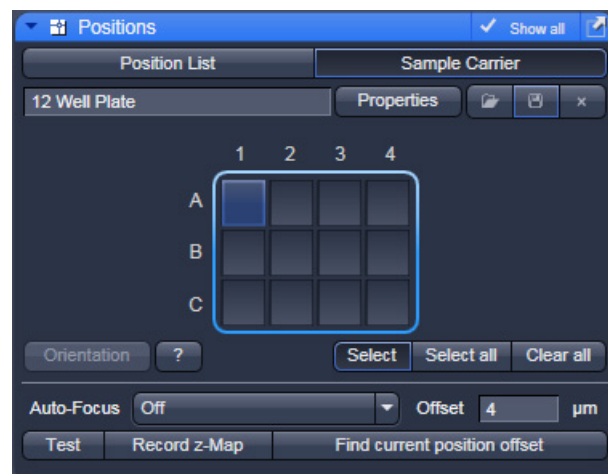 Positions Show all
Position List Sample Carrier
12 Well Plate Properties ×
1 2 3 4
A
B
C
Orientation ? Select Select all Clear all
Auto-Focus Off Offset 4 µm
Test Record z-Map Find current position offset